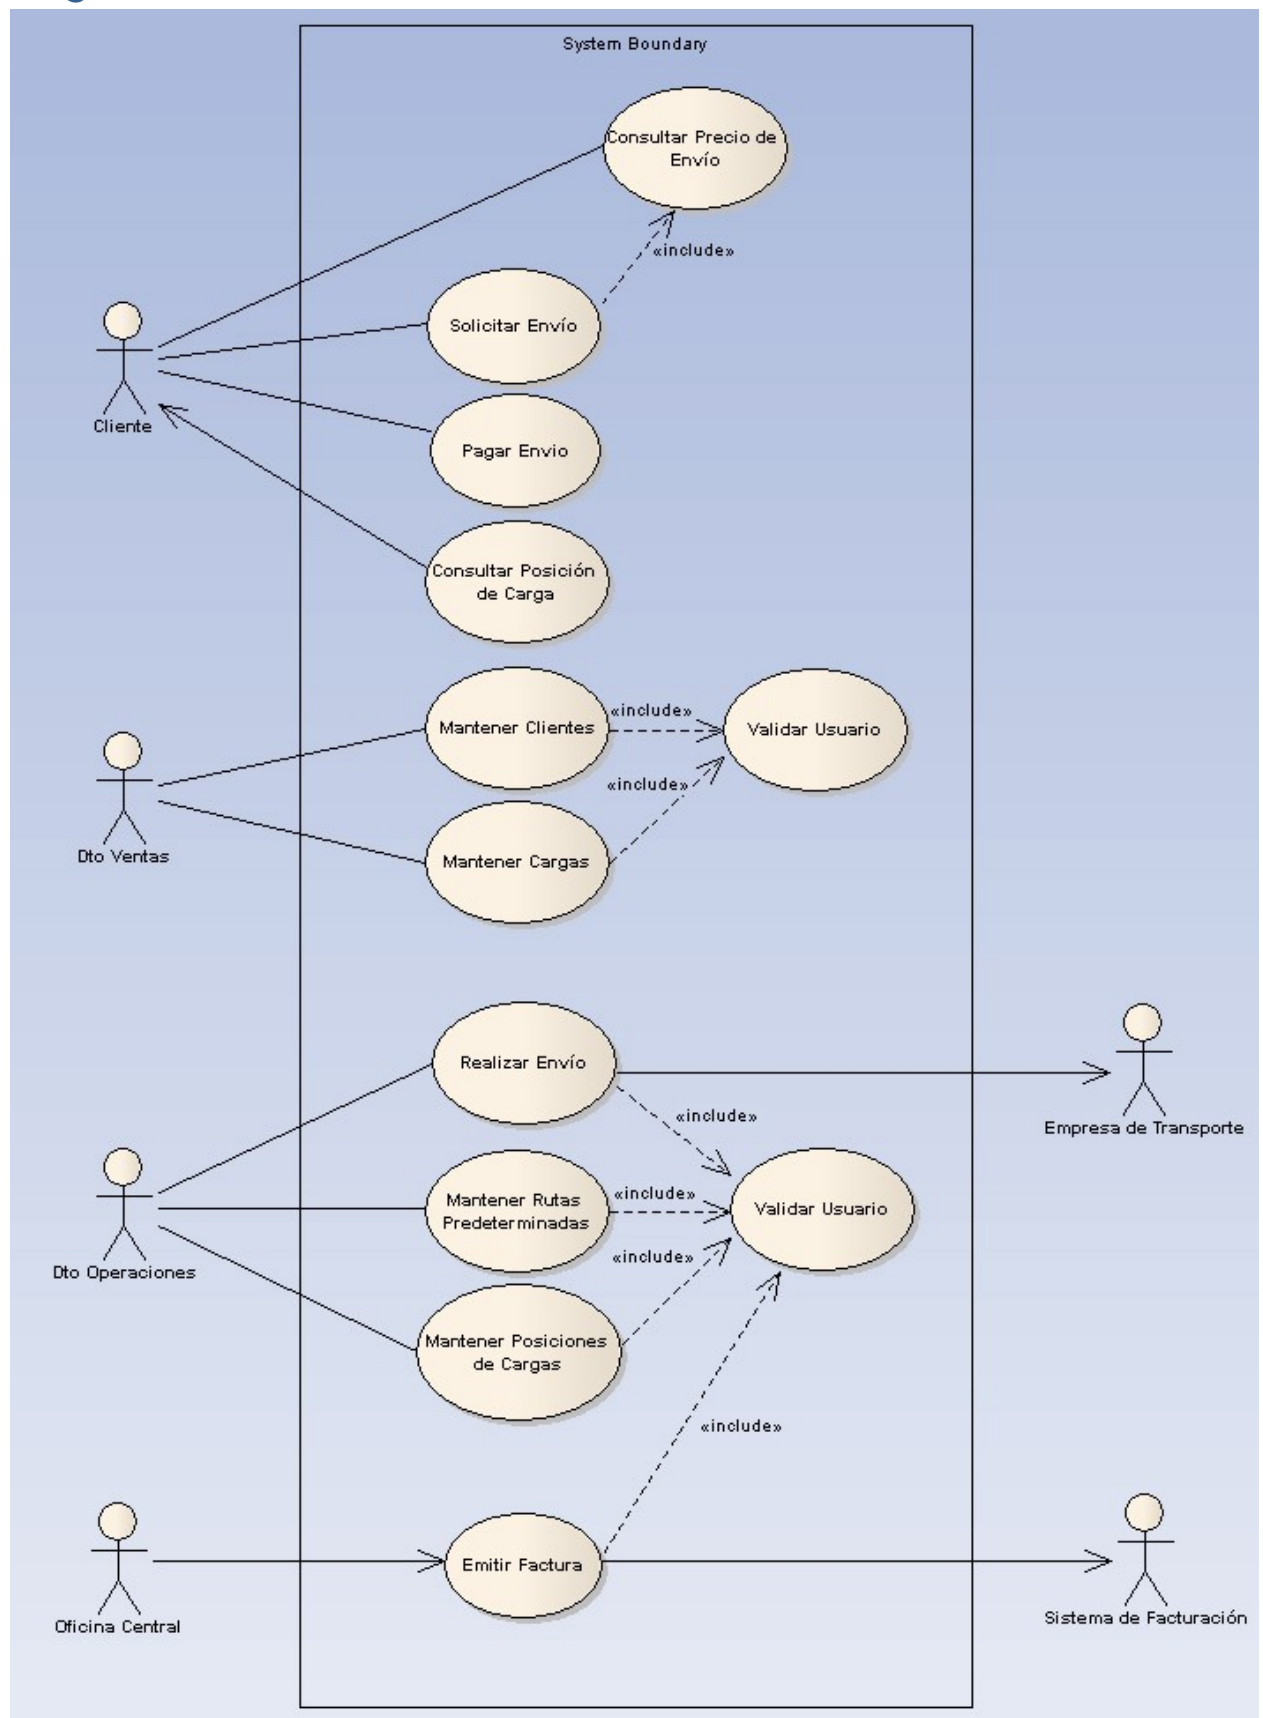 System Boundary
Consultar Precio de
Envío
«include»
Solicitar Envío
Cliente
Pagar Envio
Consultar Posición
de Carga
Mantener Clientes
«include»
Validar Usuario
«include»
Dto Ventas
Mantener Cargas
Realizar Envío
«include»
Empresa de Transporte
Mantener Rutas
Predeterminadas
«include»
Validar Usuario
«include»
Dto Operaciones
Mantener Posiciones
de Cargas
«include»
Emitir Factura
Oficina Central
Sistema de Facturación